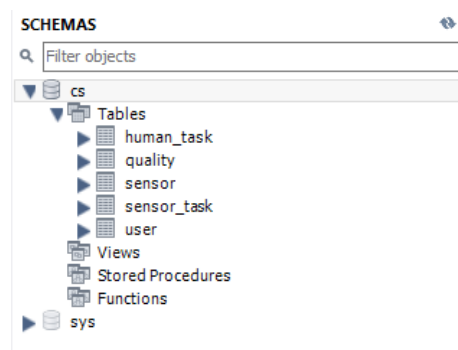 SCHEMAS
Filter objects
cs
Tables
human_task
quality
sensor
sensor_task
user
Views
Stored Procedures
Functions
sys